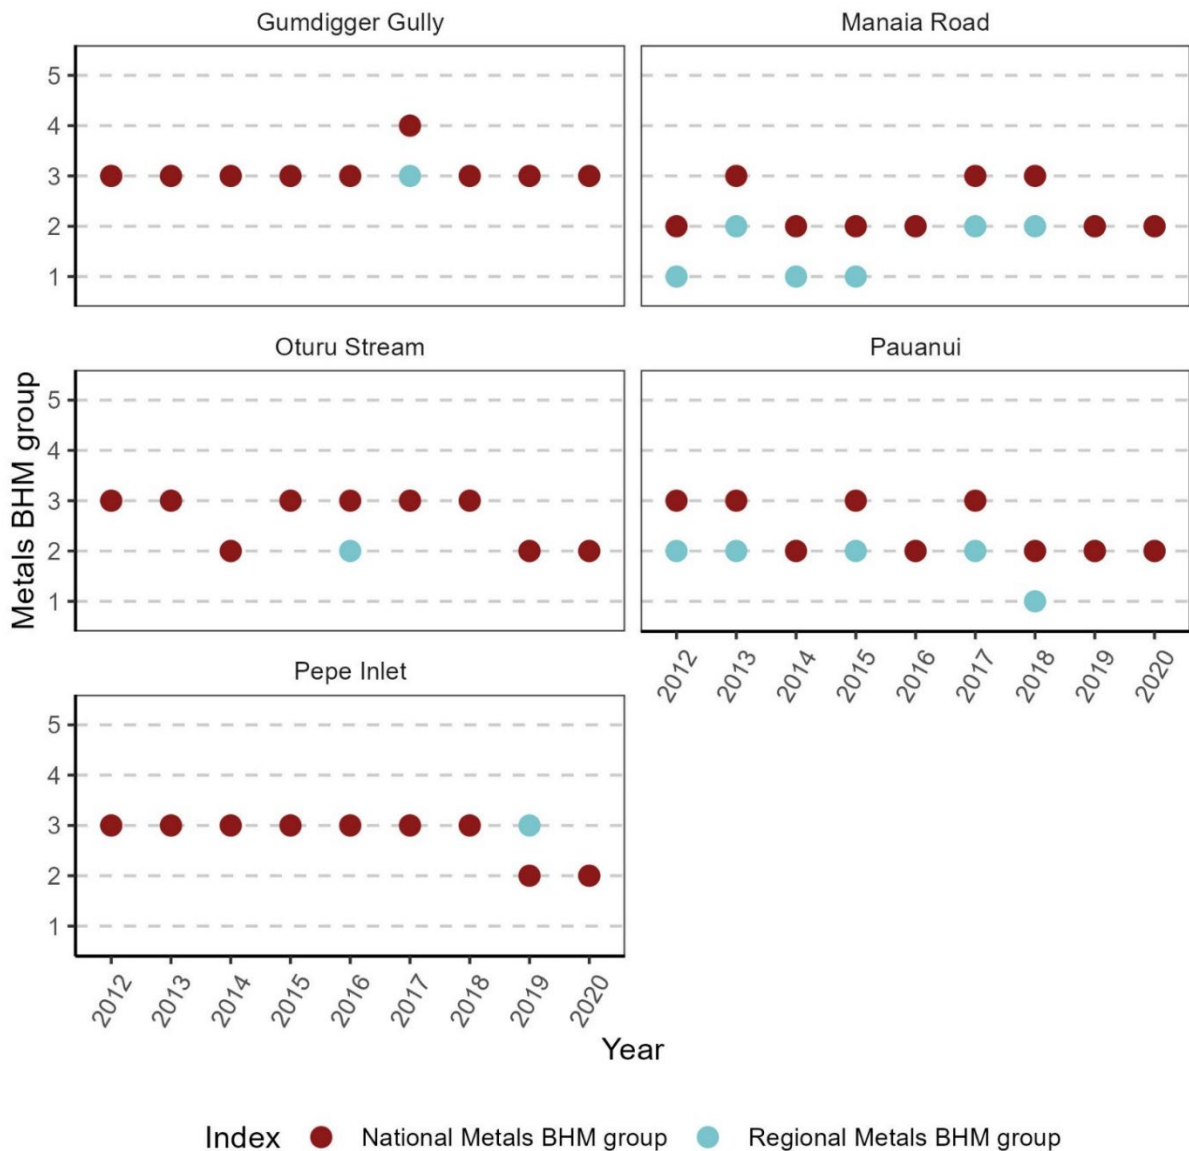 Gumdigger Gully
Manaia Road
5
4
3
2
1
Oturu Stream
Pauanui
Metals BHM group
5
4
3
2
1
2012 2013 2014 2015 2016 2017 2018 2019 2020
Pepe Inlet
5
4
3
2
1
2012 2013 2014 2015 2016 2017 2018 2019 2020
Year
Index National Metals BHM group Regional Metals BHM group